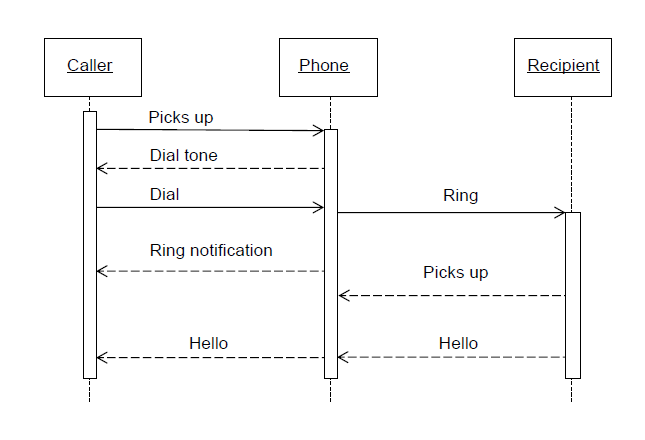 Caller
Phone
Recipient
Picks up
Dial tone
Dial
Ring
Ring notification
Picks up
Hello
Hello